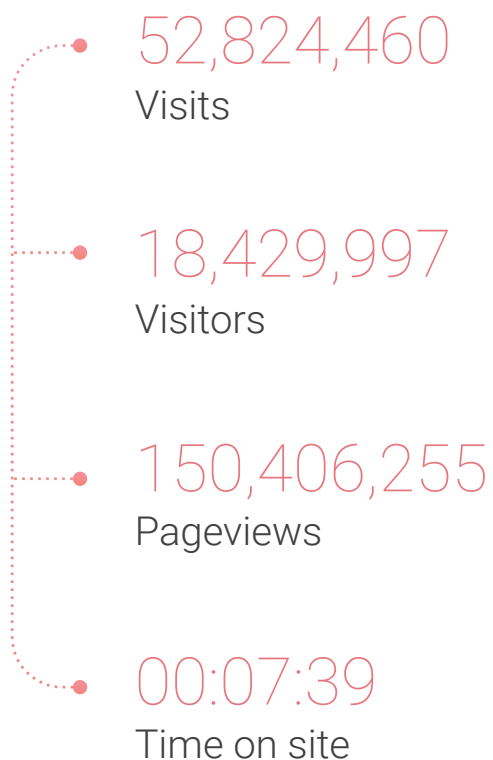 52,824,460
Visits
18,429,997
Visitors
150,406,255
Pageviews
00:07:39
Time on site